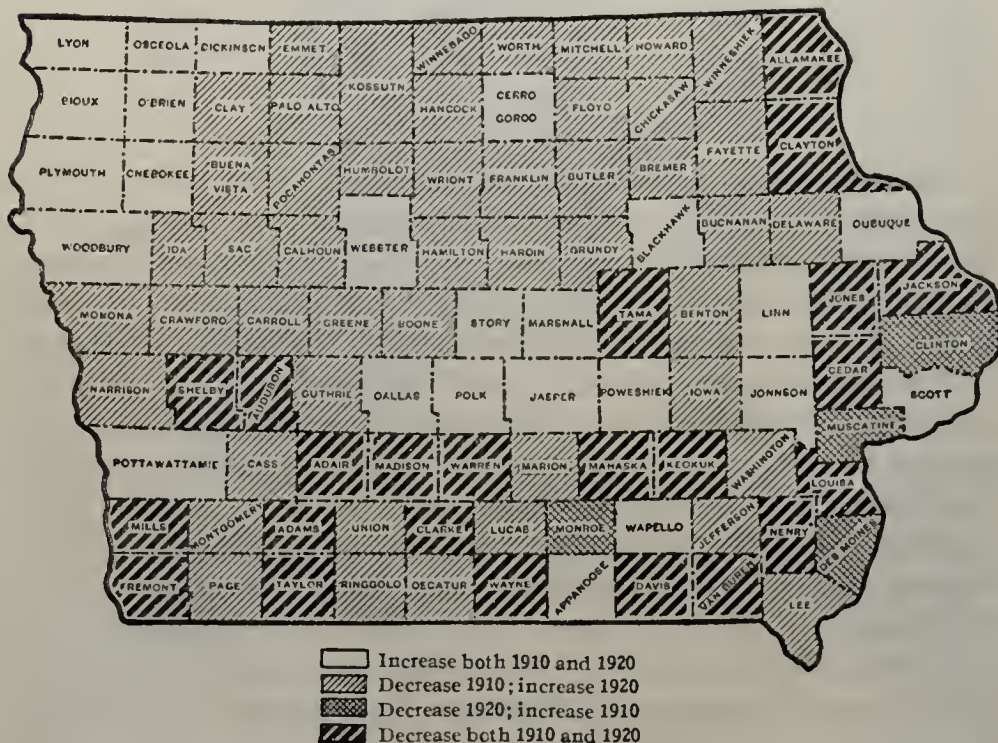 LYON OSCEOLA DICKINSON EMMET WINNEBAGO WORTH MITCHELL HOWARD WINNESHIEK ALLAMAKEE
KOSSUTH
SIOUX O'BRIEN CLAY PALO ALTO HANCOCK CERRO GORDO FLOYD CHICKASAW
FAYETTE CLAYTON
PLYMOUTH CHEROKEE BUENA VISTA POCAHONTAS HUMBOLDT WRIGHT FRANKLIN BUTLER BREMER
WOODBURY IDA SAC CALHOUN WEBSTER HAMILTON HARDIN GRUNDY BLACKHAWK BUCHANAN DELAWARE DUBUQUE
MONONA CRAWFORD CARROLL GREENE BOONE STORY MARSHALL TAMA BENTON LINN JONES JACKSON
CLINTON
HARRISON SHELBY AUDUBON GUTHRIE DALLAS POLK JASPER POWESHIEK IOWA JOHNSON CEDAR SCOTT
MUSCATINE
POTTAWATTAMIE CASS ADAIR MADISON WARREN MARION MAHASKA KEOKUK WASHINGTON LOUISA
MILLS MONTGOMERY ADAMS UNION CLARKE LUCAS MONROE WAPELLO JEFFERSON HENRY DES MOINES
FREMONT PAGE TAYLOR RINGGOLD DECATUR WAYNE APPANOOSE DAVIS VAN BUREN LEE
Increase both 1910 and 1920
Decrease 1910; increase 1920
Decrease 1920; increase 1910
Decrease both 1910 and 1920